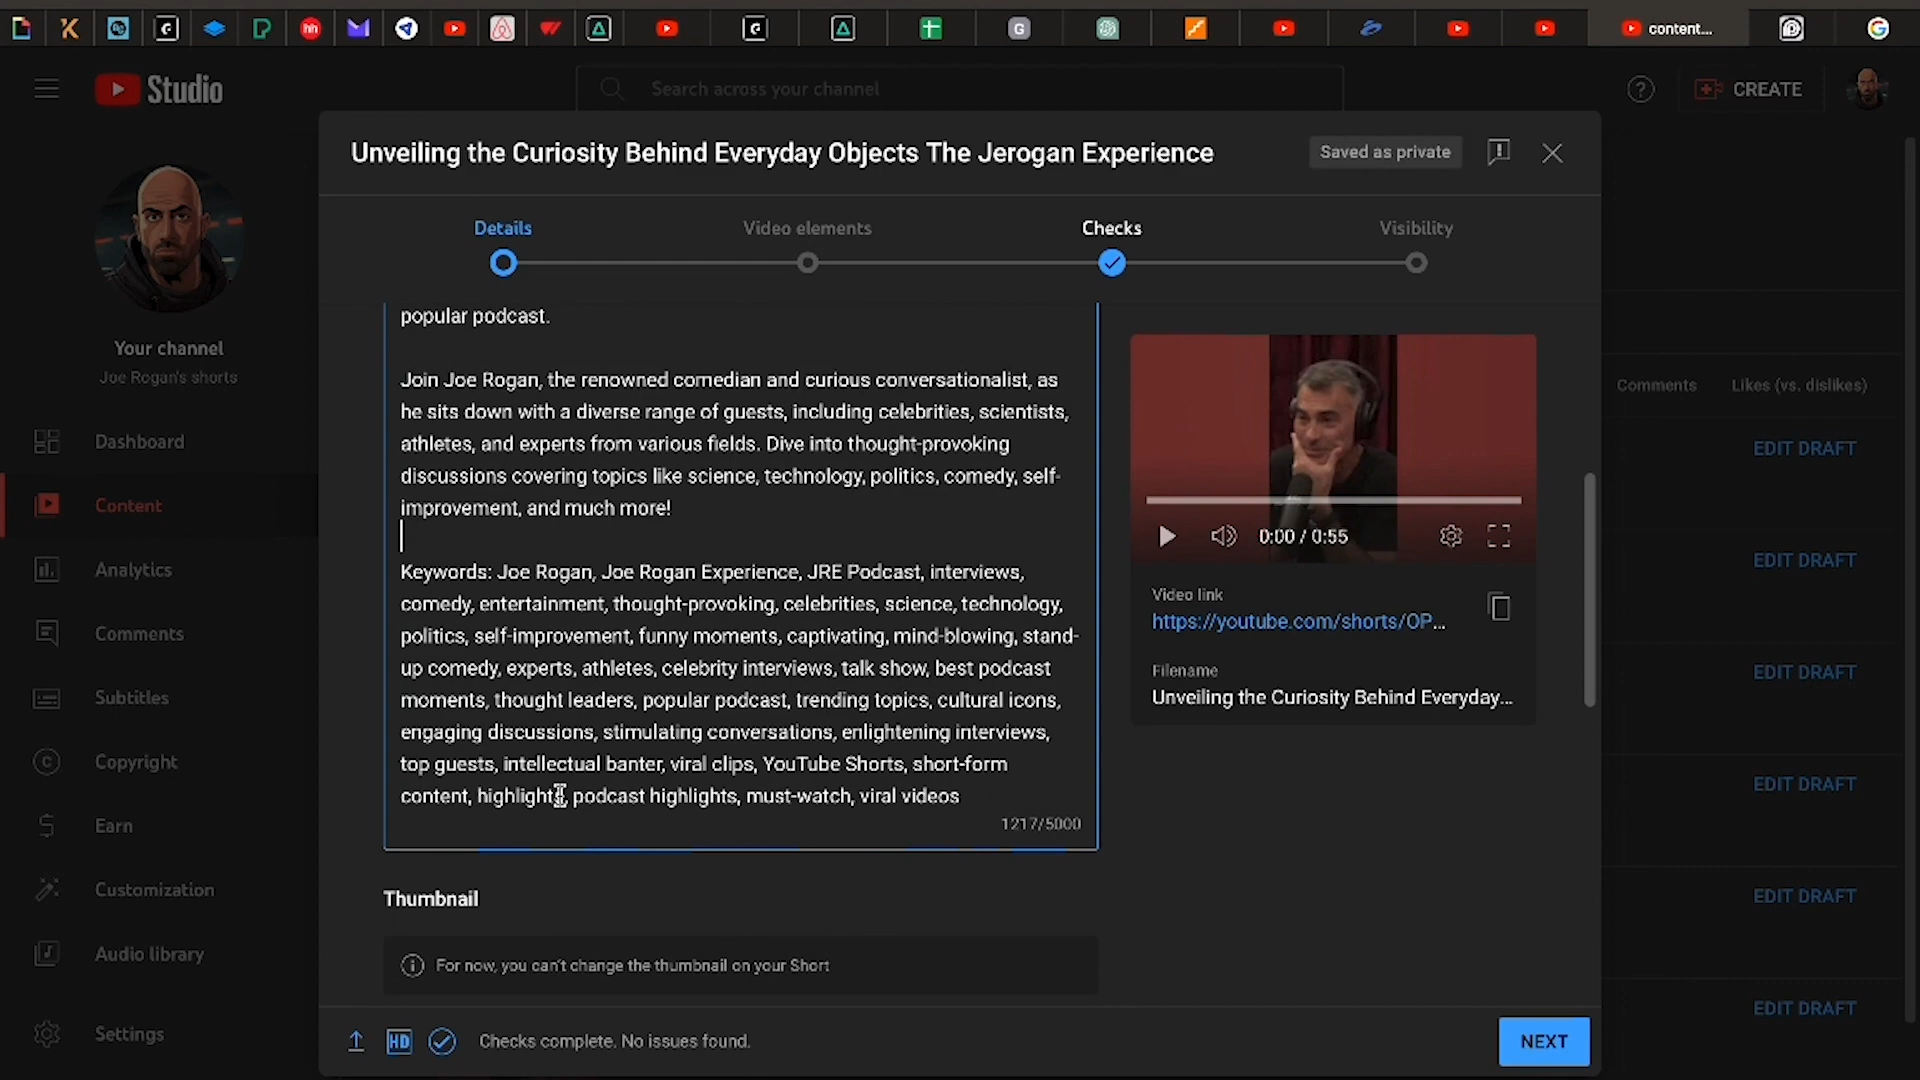 content...
Studio
Search across your channel
CREATE
Unveiling the Curiosity Behind Everyday Objects The Jerogan Experience
Saved as private
Details
Video elements
Checks
Visibility
Your channel
Joe Rogan's shorts
Dashboard
Content
Analytics
Comments
Subtitles
Copyright
Earn
Customization
Audio library
Settings
popular podcast.
Join Joe Rogan, the renowned comedian and curious conversationalist, as
he sits down with a diverse range of guests, including celebrities, scientists,
athletes, and experts from various fields. Dive into thought-provoking
discussions covering topics like science, technology, politics, comedy, self-
improvement, and much more!
Keywords: Joe Rogan, Joe Rogan Experience, JRE Podcast, interviews,
comedy, entertainment, thought-provoking, celebrities, science, technology,
politics, self-improvement, funny moments, captivating, mind-blowing, stand-
up comedy, experts, athletes, celebrity interviews, talk show, best podcast
moments, thought leaders, popular podcast, trending topics, cultural icons,
engaging discussions, stimulating conversations, enlightening interviews,
top guests, intellectual banter, viral clips, YouTube Shorts, short-form
content, highlights, podcast highlights, must-watch, viral videos
1217/5000
Thumbnail
For now, you can't change the thumbnail on your Short
0:00 / 0:55
Video link
https://youtube.com/shorts/OP...
Filename
Unveiling the Curiosity Behind Everyday...
Comments
Likes (vs. dislikes)
EDIT DRAFT
EDIT DRAFT
EDIT DRAFT
EDIT DRAFT
EDIT DRAFT
EDIT DRAFT
HD
Checks complete. No issues found.
NEXT